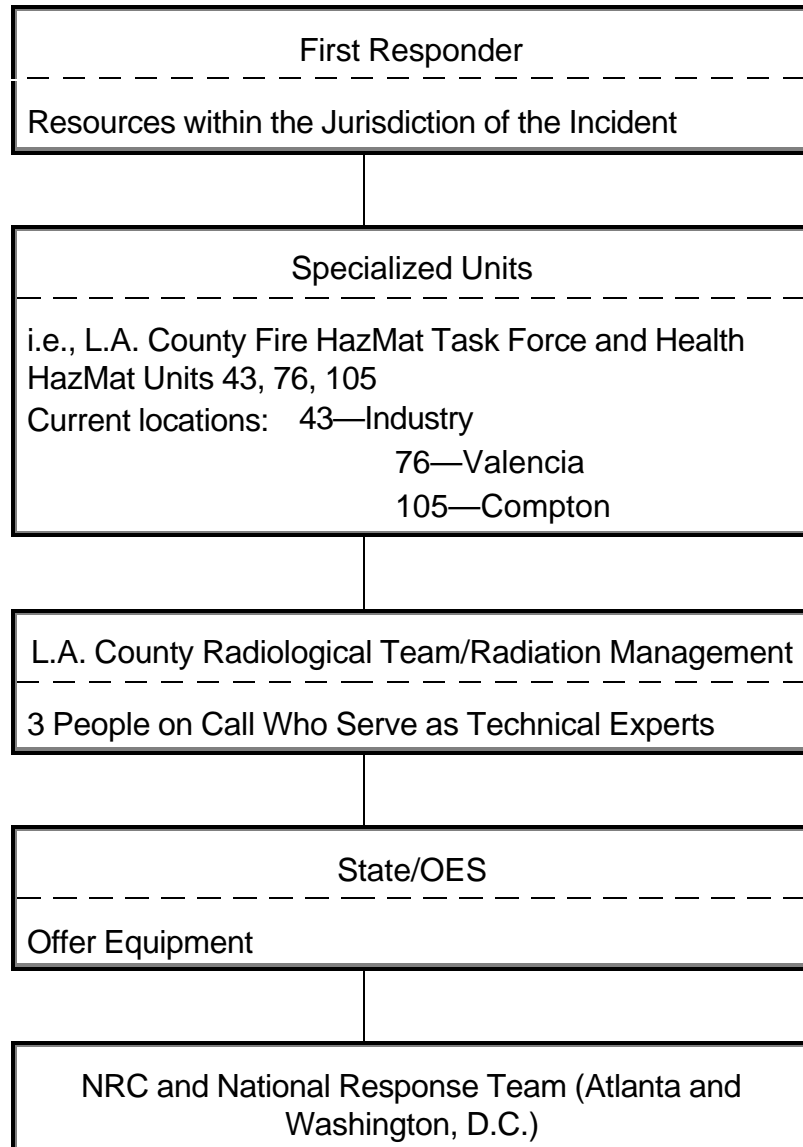 First Responder
Resources within the Jurisdiction of the Incident
Specialized Units
i.e., L.A. County Fire HazMat Task Force and Health
HazMat Units 43, 76, 105
Current locations: 43—Industry
76—Valencia
105—Compton
L.A. County Radiological Team/Radiation Management
3 People on Call Who Serve as Technical Experts
State/OES
Offer Equipment
NRC and National Response Team (Atlanta and
Washington, D.C.)